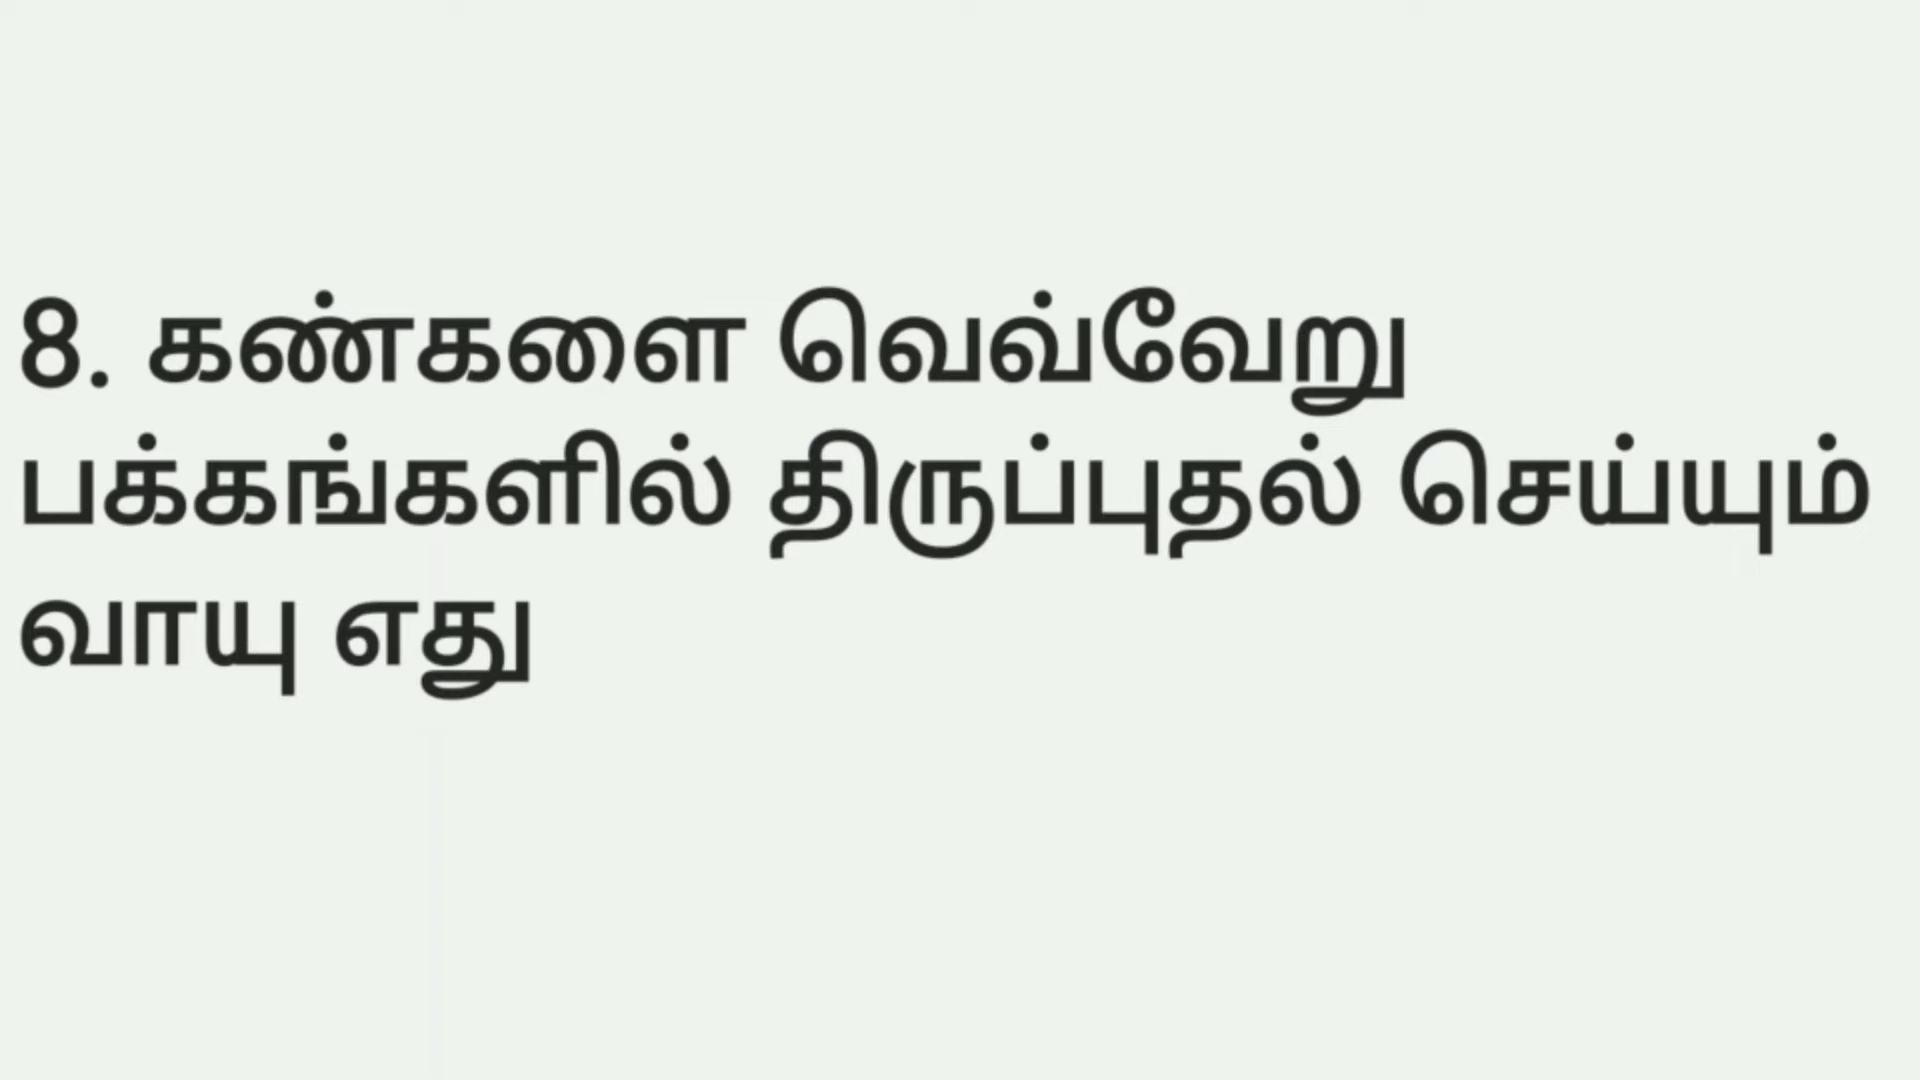 8. கண்களை வெவ்வேறு
பக்கங்களில் திருப்புதல் செய்யும்
வாயு எது